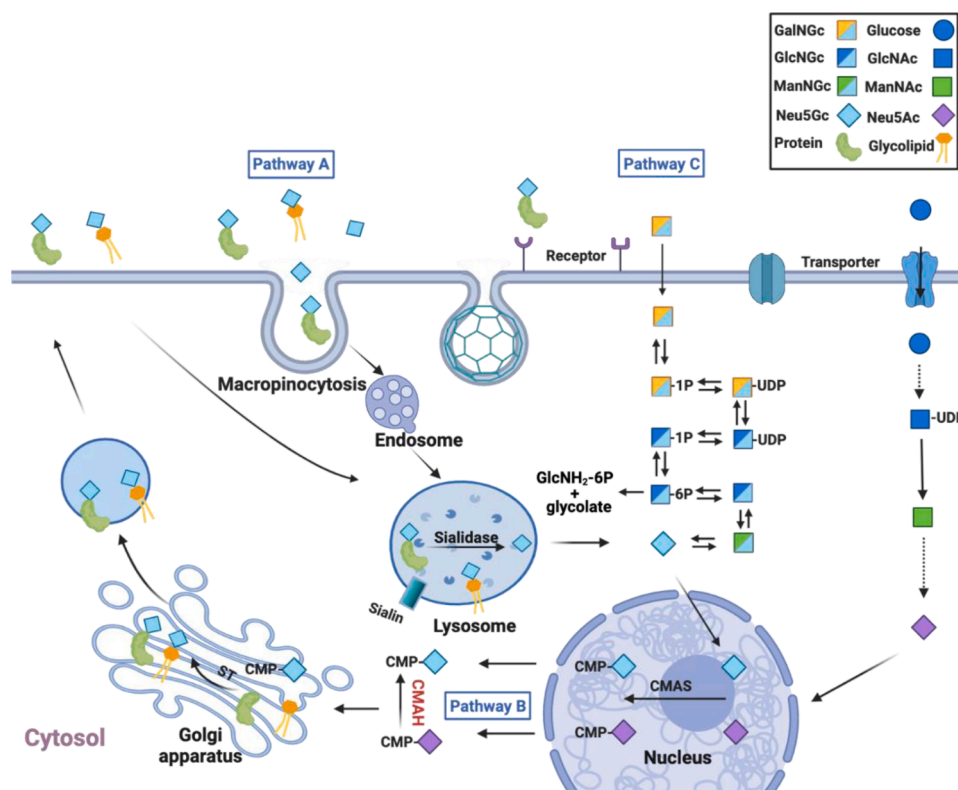 GalNGc
Glucose
GlcNGc
GlcNAc
ManNGc
ManNAc
Neu5Gc
Neu5Ac
Protein
Glycolipid
Pathway A
Pathway C
Receptor
Transporter
Macropinocytosis
-1P
-UDP
Endosome
-UD
-1P
-UDP
GlcNH₂-6P
+
glycolate
-6P
Sialidase
Sialin
Lysosome
CMP-
CMP-
CMP-
ST
CMAH
CMAS
Pathway B
CMP-
CMP-
Cytosol
Golgi
apparatus
Nucleus